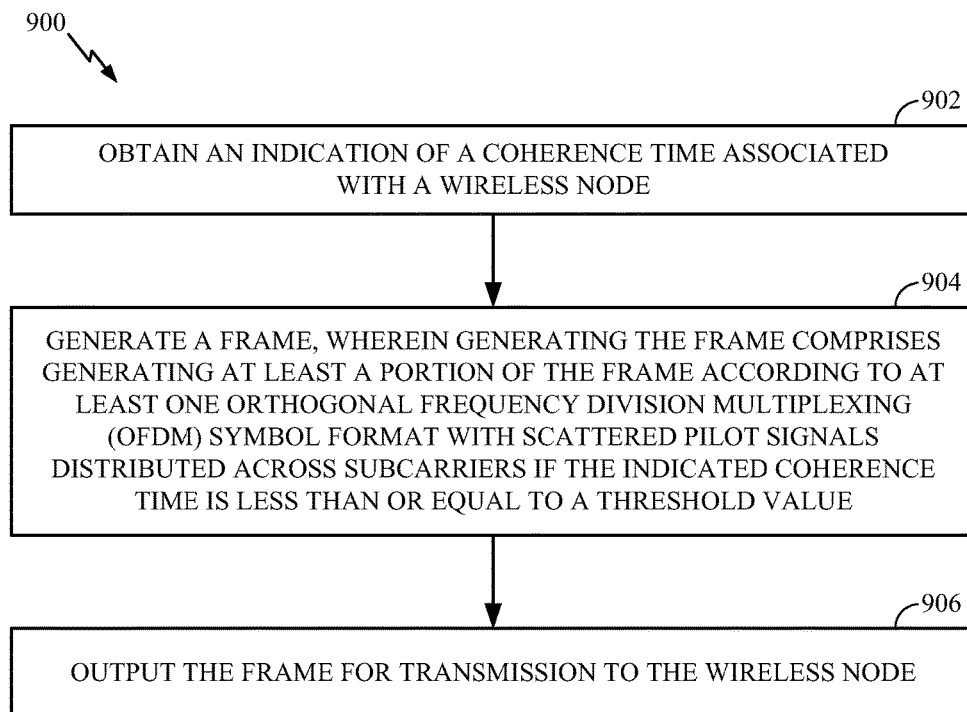 900
902
OBTAIN AN INDICATION OF A COHERENCE TIME ASSOCIATED
WITH A WIRELESS NODE
904
GENERATE A FRAME, WHEREIN GENERATING THE FRAME COMPRISES
GENERATING AT LEAST A PORTION OF THE FRAME ACCORDING TO AT
LEAST ONE ORTHOGONAL FREQUENCY DIVISION MULTIPLEXING
(OFDM) SYMBOL FORMAT WITH SCATTERED PILOT SIGNALS
DISTRIBUTED ACROSS SUBCARRIERS IF THE INDICATED COHERENCE
TIME IS LESS THAN OR EQUAL TO A THRESHOLD VALUE
906
OUTPUT THE FRAME FOR TRANSMISSION TO THE WIRELESS NODE